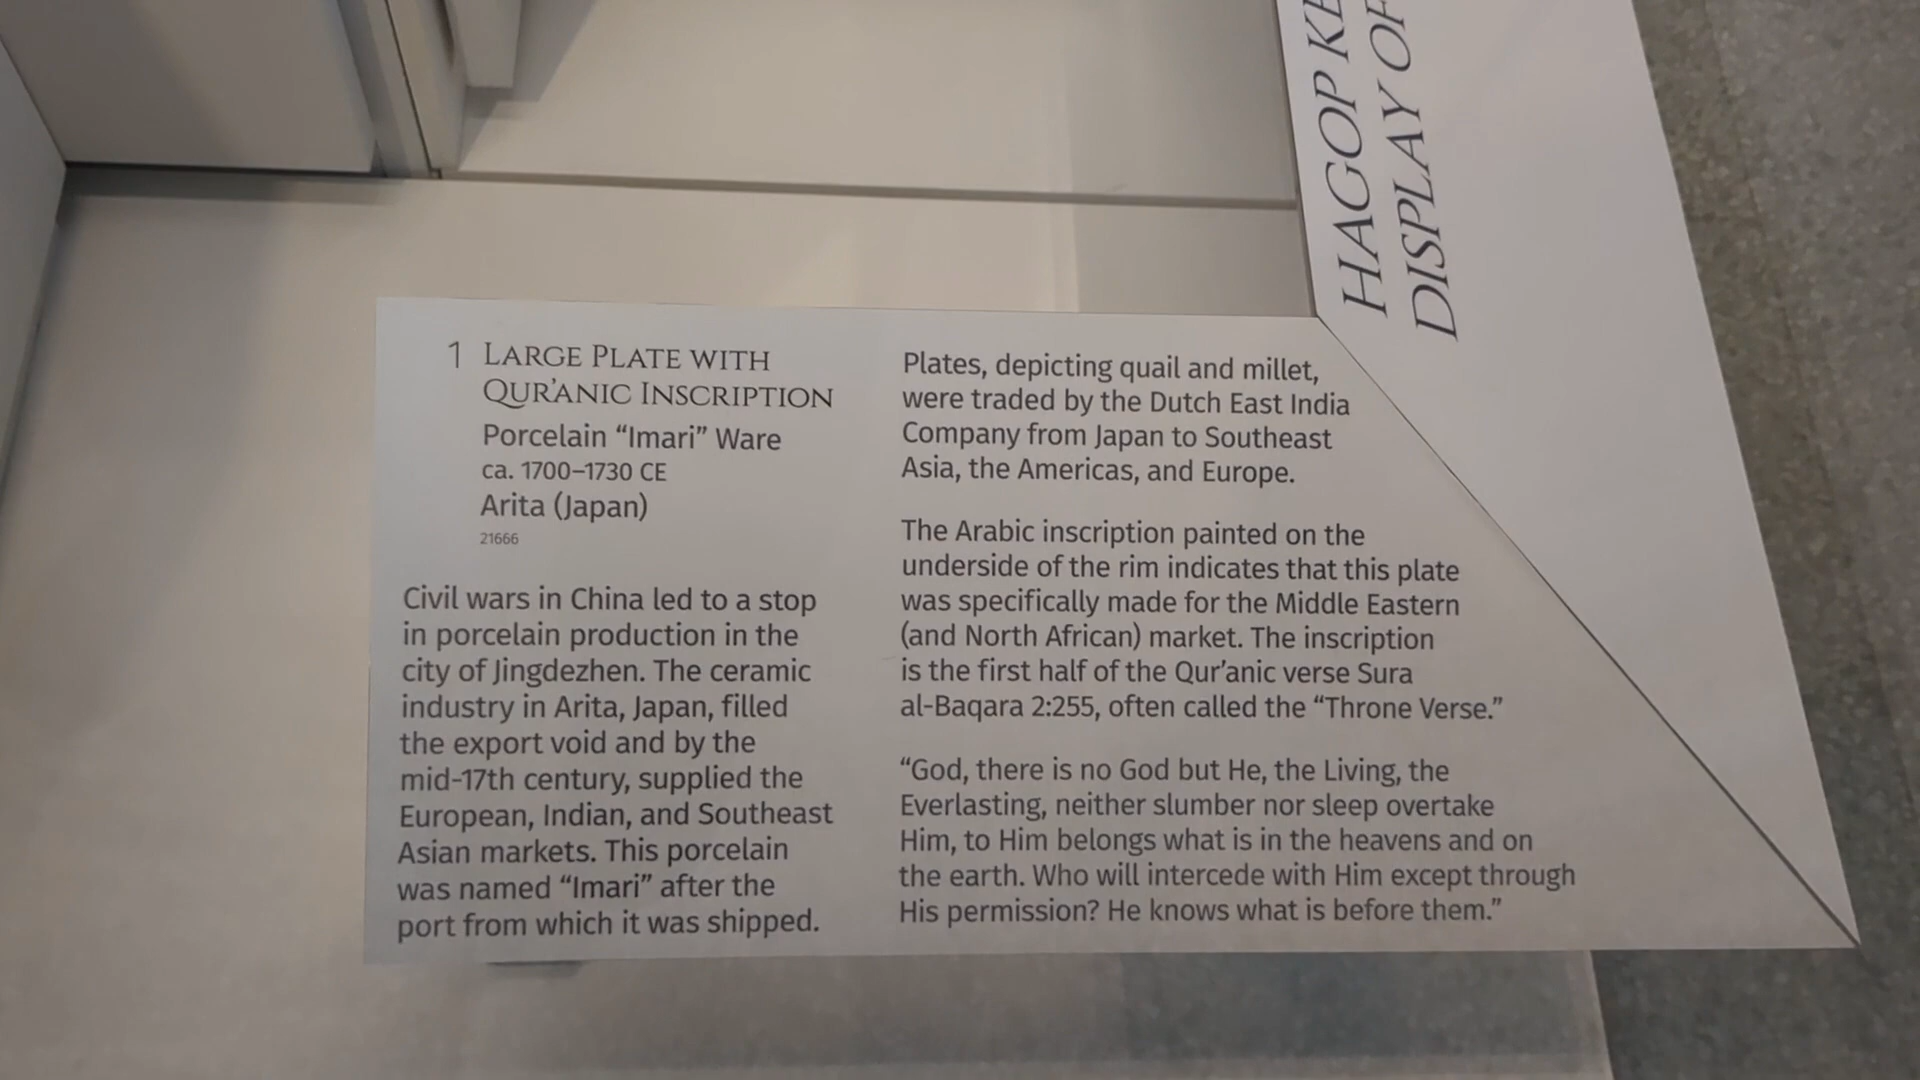 1 LARGE PLATE WITH
QUR'ANIC INSCRIPTION
Porcelain “Imari” Ware
ca. 1700–1730 CE
Arita (Japan)
21666
Civil wars in China led to a stop
in porcelain production in the
city of Jingdezhen. The ceramic
industry in Arita, Japan, filled
the export void and by the
mid-17th century, supplied the
European, Indian, and Southeast
Asian markets. This porcelain
was named “Imari” after the
port from which it was shipped.
Plates, depicting quail and millet,
were traded by the Dutch East India
Company from Japan to Southeast
Asia, the Americas, and Europe.
The Arabic inscription painted on the
underside of the rim indicates that this plate
was specifically made for the Middle Eastern
(and North African) market. The inscription
is the first half of the Qur'anic verse Sura
al-Baqara 2:255, often called the “Throne Verse.”
“God, there is no God but He, the Living, the
Everlasting, neither slumber nor sleep overtake
Him, to Him belongs what is in the heavens and on
the earth. Who will intercede with Him except through
His permission? He knows what is before them.”
HAGOP
DISPLAY OF